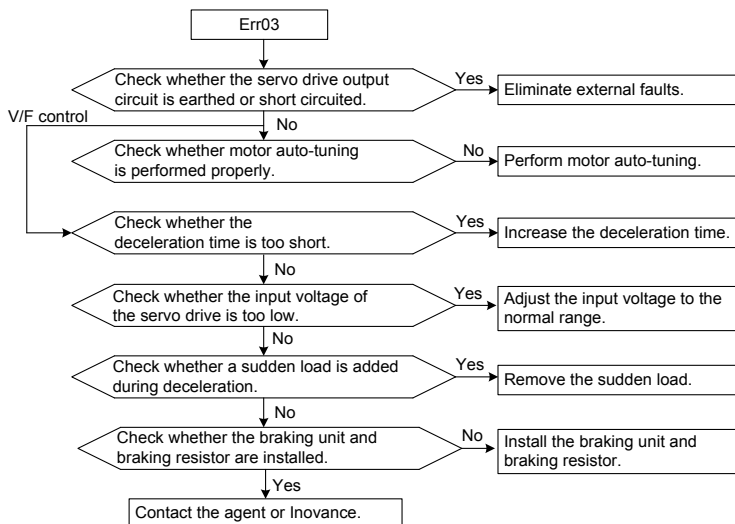 Err03
Check whether the servo drive output
circuit is earthed or short circuited.
Yes
Eliminate external faults.
V/F control
No
Check whether motor auto-tuning
is performed properly.
No
Perform motor auto-tuning.
Check whether the
deceleration time is too short.
Yes
Increase the deceleration time.
No
Check whether the input voltage of
the servo drive is too low.
Yes
Adjust the input voltage to the
normal range.
No
Check whether a sudden load is added
during deceleration.
Yes
Remove the sudden load.
No
Check whether the braking unit and
braking resistor are installed.
No
Install the braking unit and
braking resistor.
Yes
Contact the agent or Inovance.